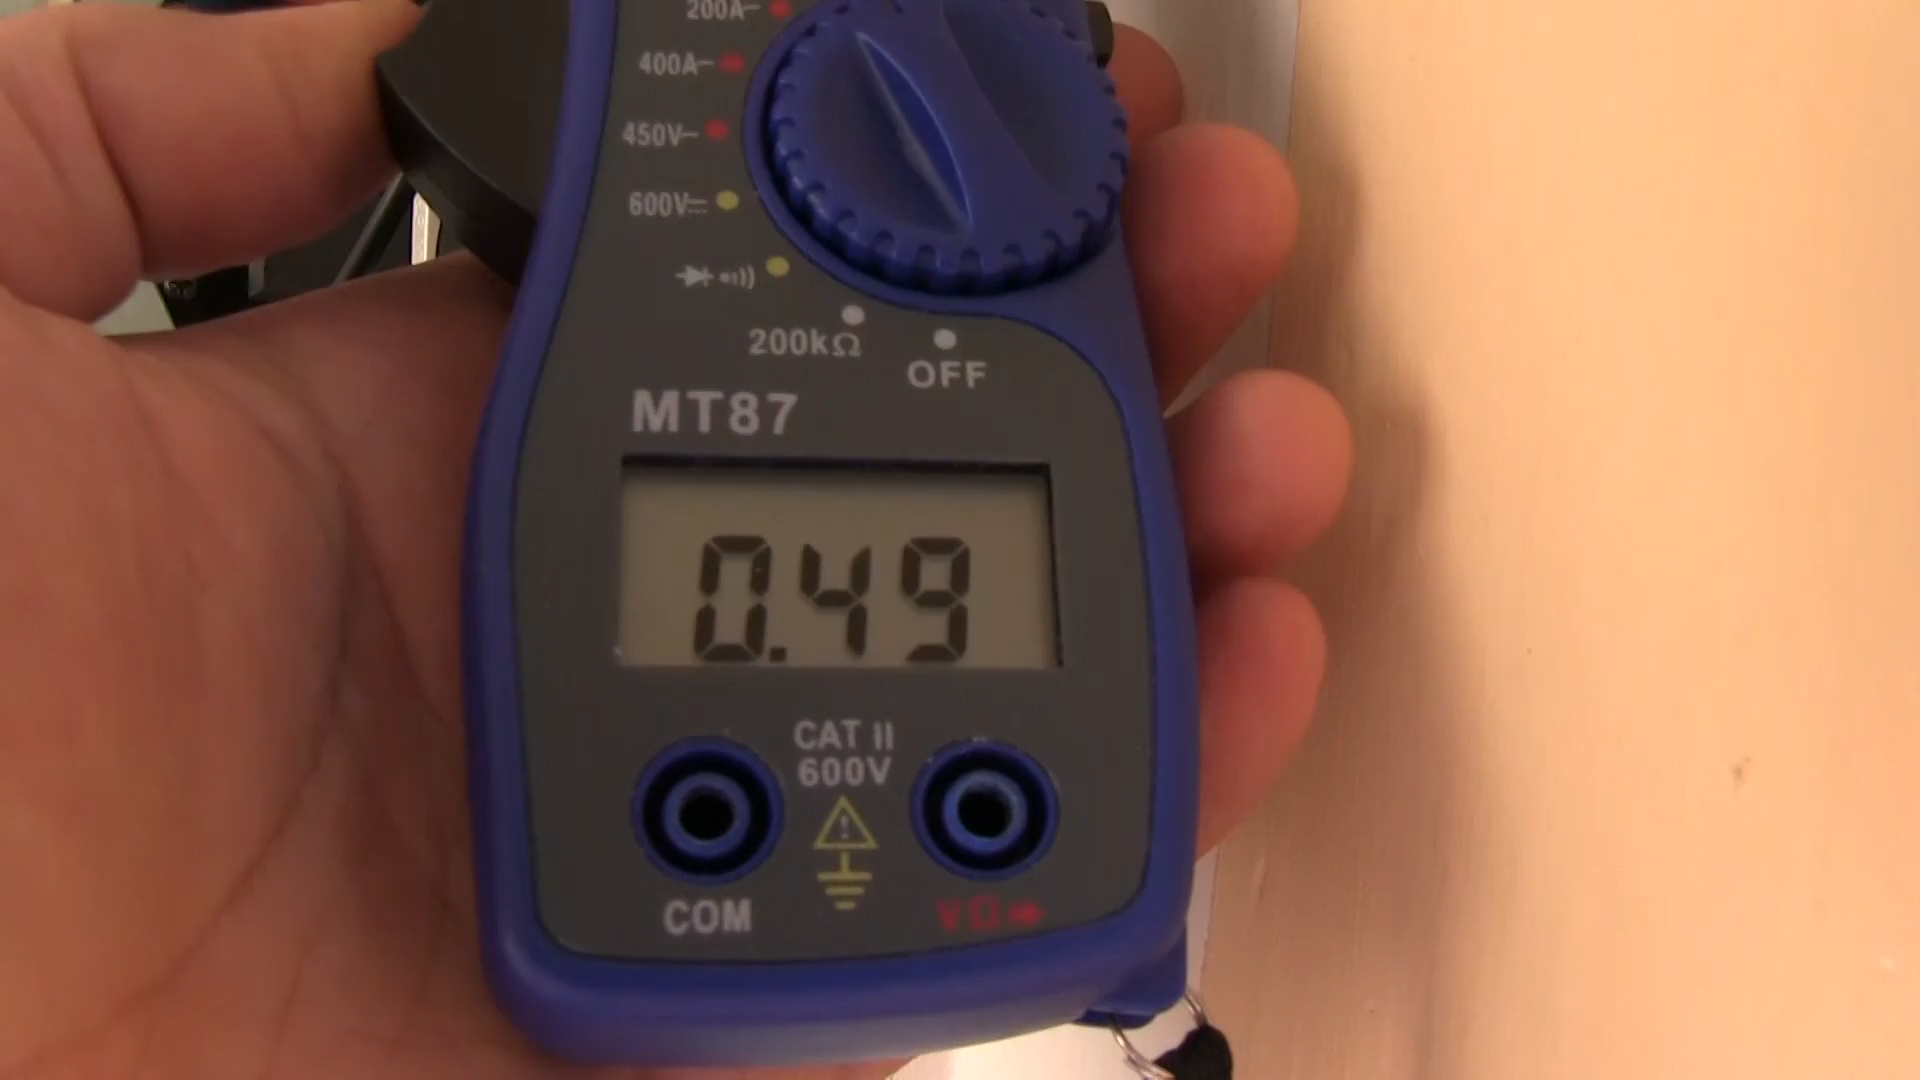 200A~
400A~
450V~
600V⎓
200kΩ
OFF
MT87
0.49
CAT II
600V
COM
VΩ